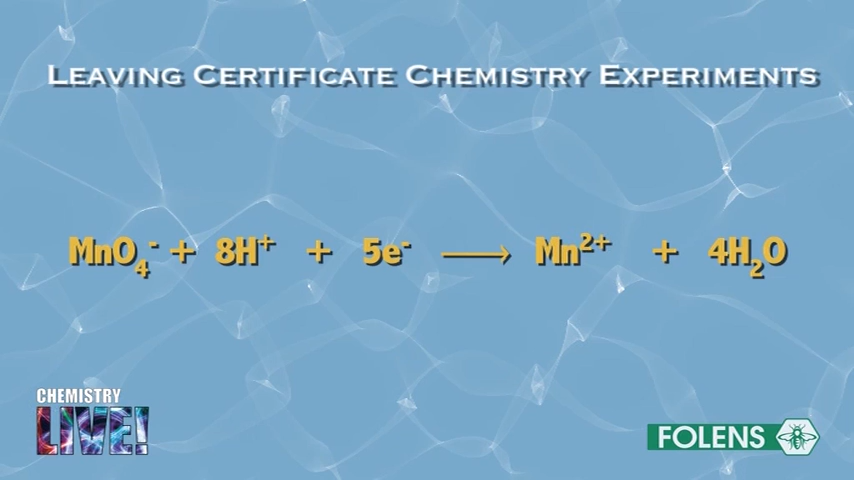 LEAVING CERTIFICATE CHEMISTRY EXPERIMENTS
MnO₄⁻ + 8H⁺ + 5e⁻ ⟶ Mn²⁺ + 4H₂O
CHEMISTRY
LIVE!
FOLENS